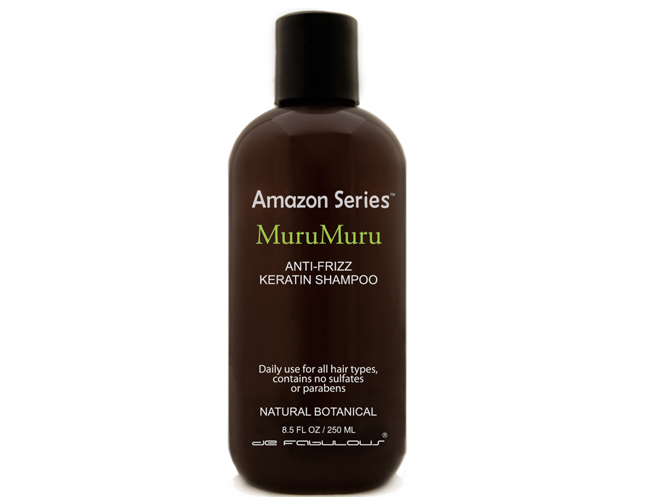 Amazon Series™
MuruMuru
ANTI-FRIZZ
KERATIN SHAMPOO
Daily use for all hair types,
contains no sulfates
or parabens
NATURAL BOTANICAL
8.5 FL OZ / 250 ML
de Fabulous®